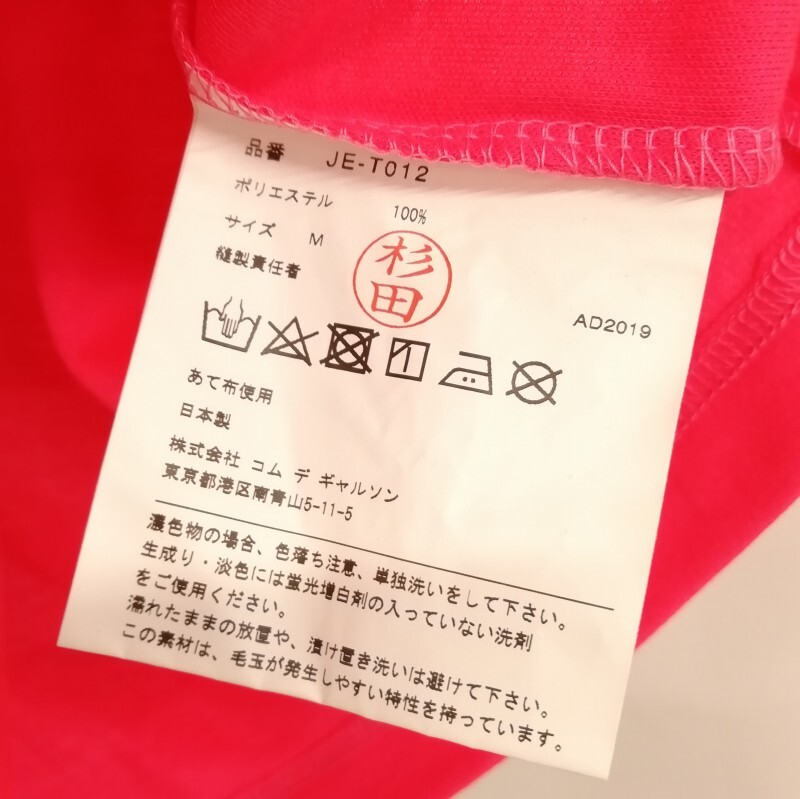 品番 JE-T012
ポリエステル 100%
サイズ M
縫製責任者 杉田
AD2019
あて布使用
日本製
株式会社 コム デ ギャルソン
東京都港区南青山5-11-5
濃色物の場合、色落ち注意、単独洗いをして下さい。
生成り・淡色には蛍光増白剤の入っていない洗剤
をご使用ください。
濡れたままの放置や、漬け置き洗いは避けて下さい。
この素材は、毛玉が発生しやすい特性を持っています。